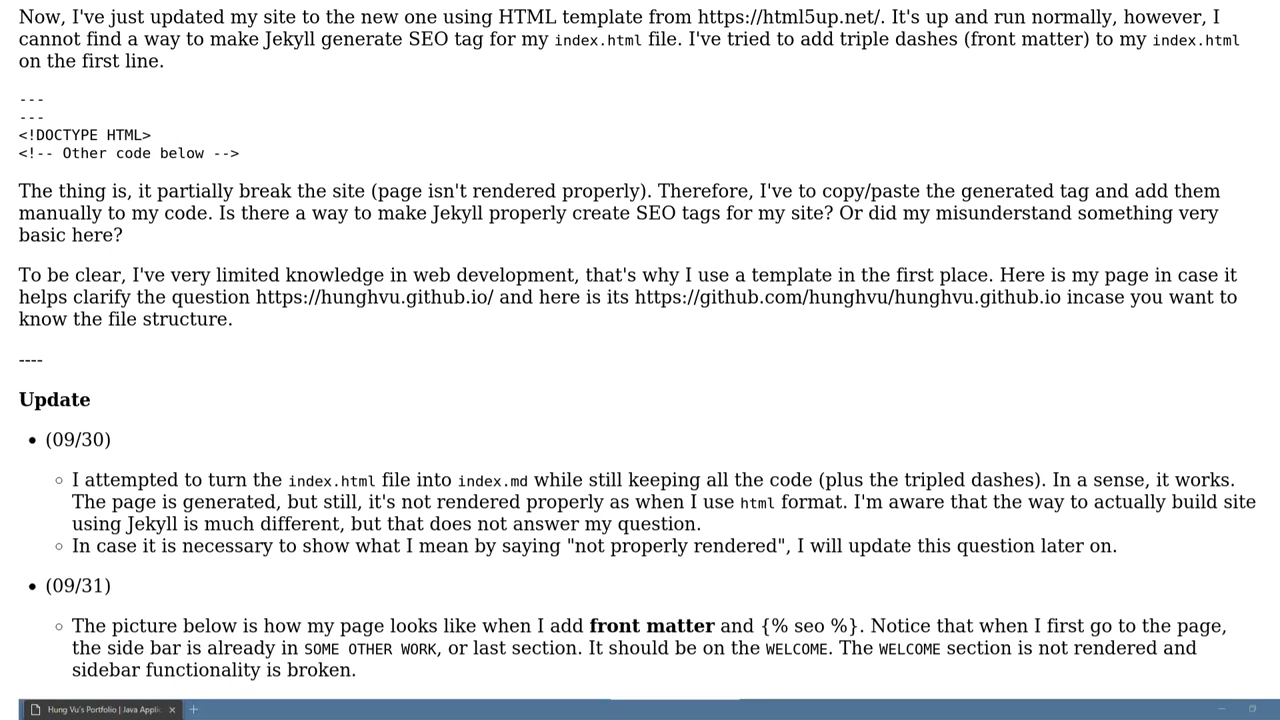 Now, I've just updated my site to the new one using HTML template from https://html5up.net/. It's up and run normally, however, I
cannot find a way to make Jekyll generate SEO tag for my index.html file. I've tried to add triple dashes (front matter) to my index.html
on the first line.
---
---
<!DOCTYPE HTML>
<!-- Other code below -->
The thing is, it partially break the site (page isn't rendered properly). Therefore, I've to copy/paste the generated tag and add them
manually to my code. Is there a way to make Jekyll properly create SEO tags for my site? Or did my misunderstand something very
basic here?
To be clear, I've very limited knowledge in web development, that's why I use a template in the first place. Here is my page in case it
helps clarify the question https://hunghvu.github.io/ and here is its https://github.com/hunghvu/hunghvu.github.io incase you want to
know the file structure.
----
Update
• (09/30)
◦ I attempted to turn the index.html file into index.md while still keeping all the code (plus the tripled dashes). In a sense, it works.
The page is generated, but still, it's not rendered properly as when I use html format. I'm aware that the way to actually build site
using Jekyll is much different, but that does not answer my question.
◦ In case it is necessary to show what I mean by saying "not properly rendered", I will update this question later on.
• (09/31)
◦ The picture below is how my page looks like when I add front matter and {% seo %}. Notice that when I first go to the page,
the side bar is already in SOME OTHER WORK, or last section. It should be on the WELCOME. The WELCOME section is not rendered and
sidebar functionality is broken.
Hung Vu's Portfolio | Java Applic